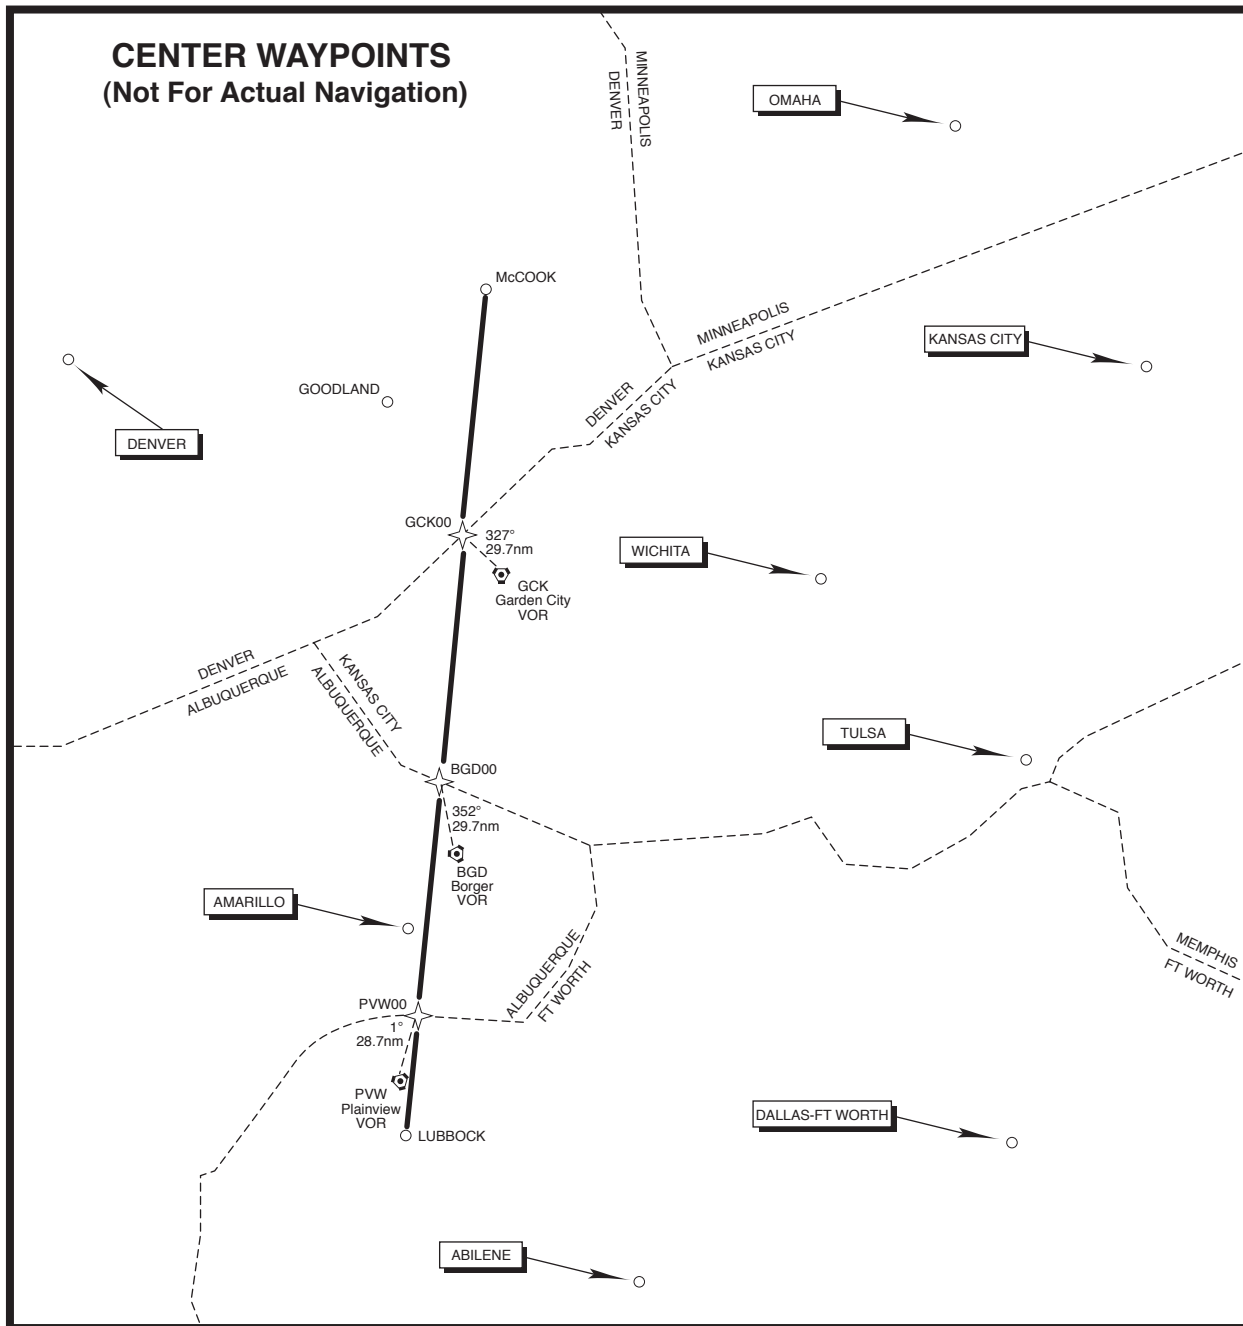 CENTER WAYPOINTS
(Not For Actual Navigation)
MINNEAPOLIS
DENVER
OMAHA
McCOOK
MINNEAPOLIS
KANSAS CITY
KANSAS CITY
GOODLAND
DENVER
DENVER
KANSAS CITY
GCK00
327°
29.7nm
GCK
Garden City
VOR
WICHITA
DENVER
ALBUQUERQUE
KANSAS CITY
ALBUQUERQUE
TULSA
BGD00
352°
29.7nm
BGD
Borger
VOR
AMARILLO
ALBUQUERQUE
FT WORTH
MEMPHIS
FT WORTH
PVW00
1°
28.7nm
PVW
Plainview
VOR
LUBBOCK
DALLAS-FT WORTH
ABILENE